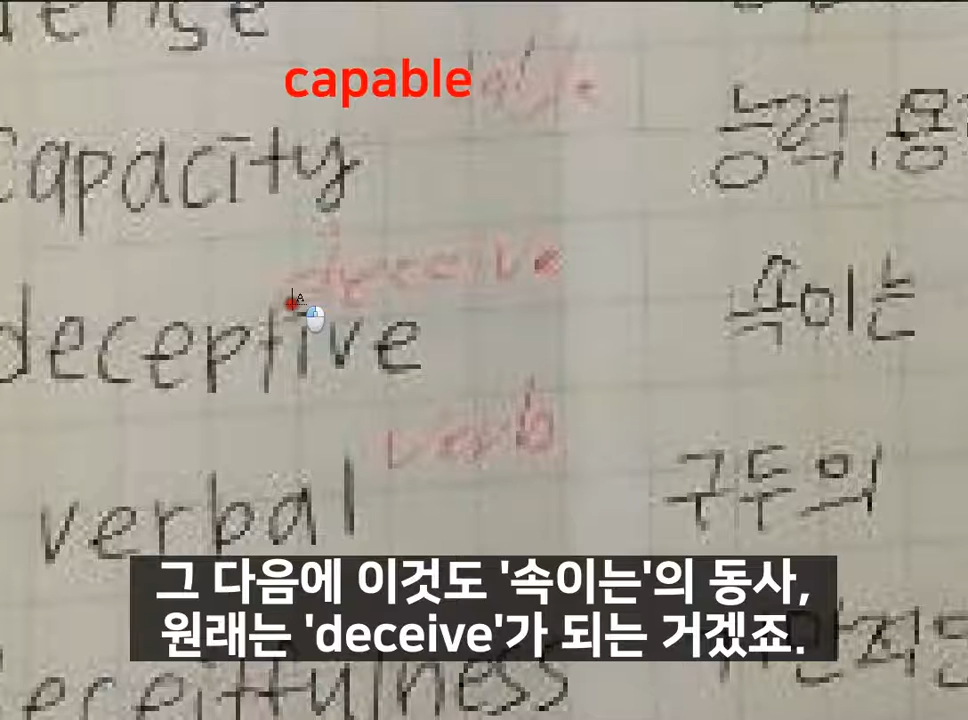 capable
capacity 능력, 용
deceive
deceptive 속이는
verb
verbal 구두의
그 다음에 이것도 '속이는'의 동사,
원래는 'deceive'가 되는 거겠죠.